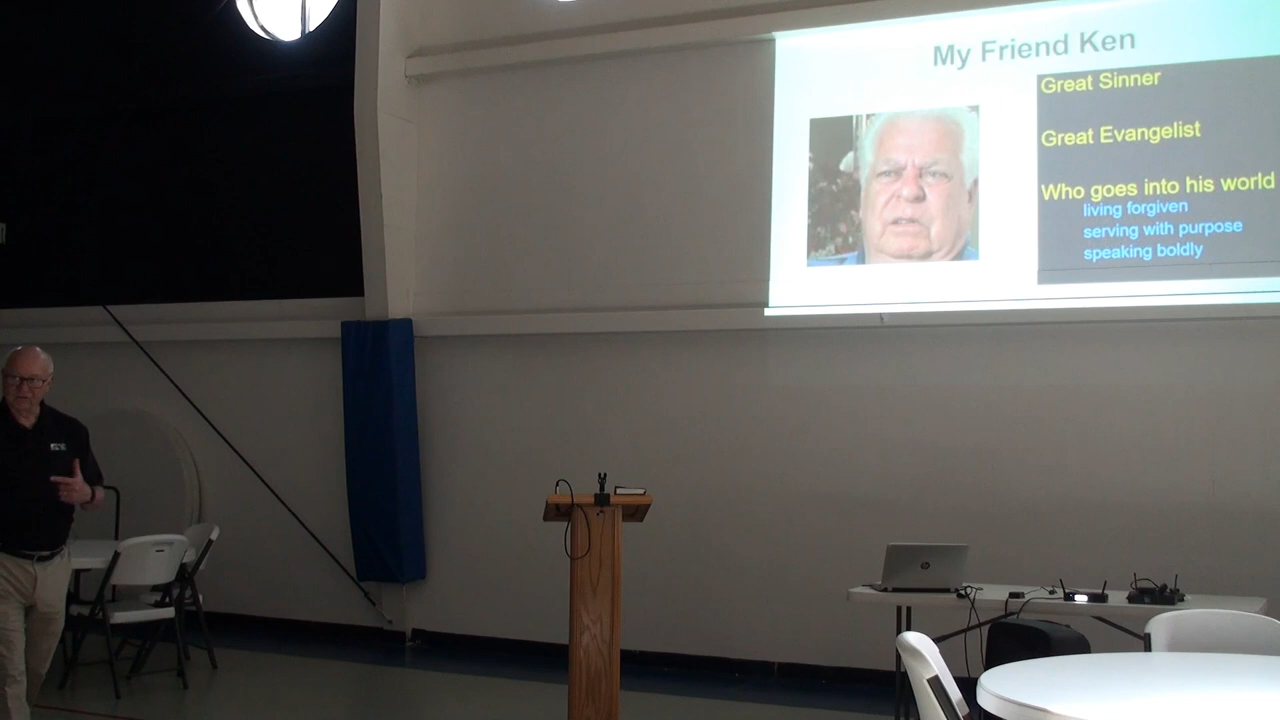 My Friend Ken
Great Sinner
Great Evangelist
Who goes into his world
living forgiven
serving with purpose
speaking boldly
hp